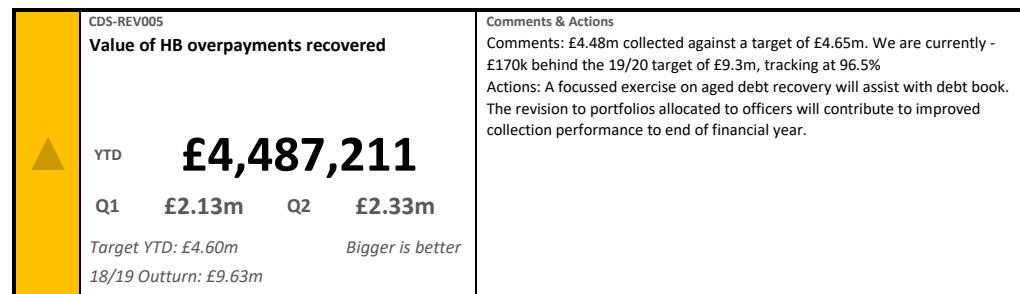 CDS-REV005
Value of HB overpayments recovered
YTD £4,487,211
Q1 £2.13m Q2 £2.33m
Target YTD: £4.60m Bigger is better
18/19 Outturn: £9.63m
Comments & Actions
Comments: £4.48m collected against a target of £4.65m. We are currently -
£170k behind the 19/20 target of £9.3m, tracking at 96.5%
Actions: A focussed exercise on aged debt recovery will assist with debt book.
The revision to portfolios allocated to officers will contribute to improved
collection performance to end of financial year.